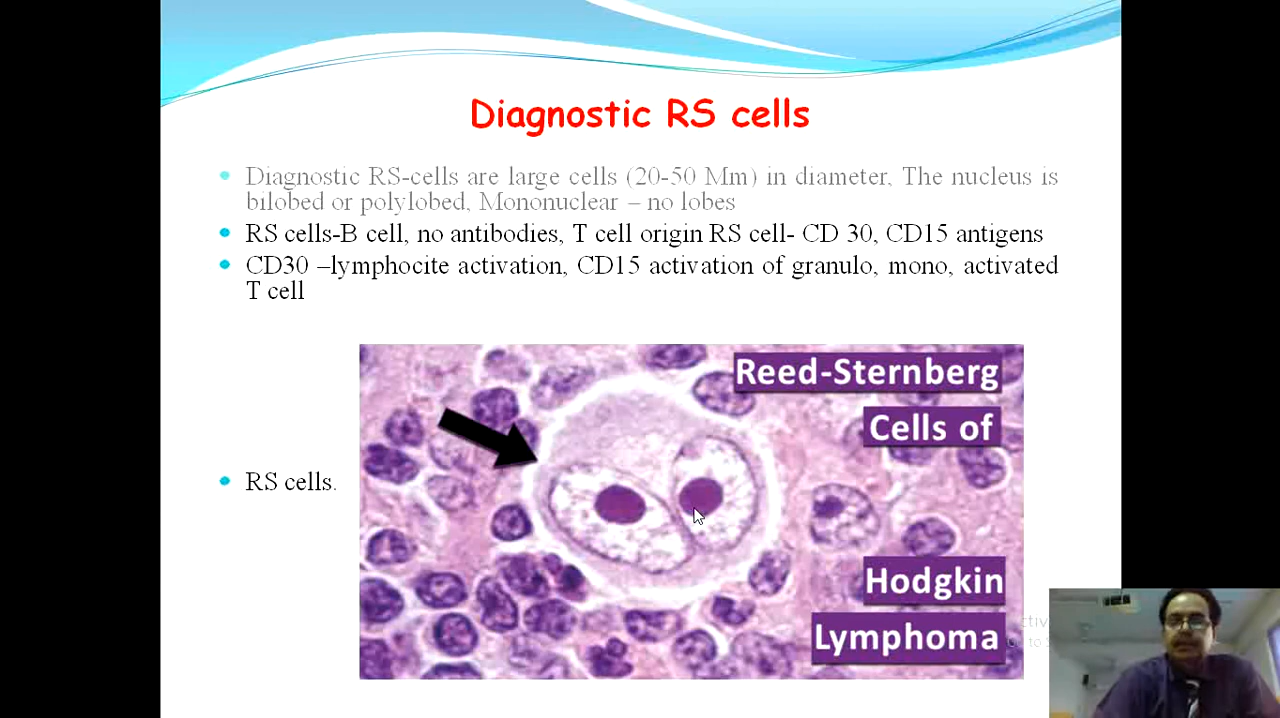 Diagnostic RS cells
Diagnostic RS-cells are large cells (20-50 Mm) in diameter, The nucleus is
bilobed or polylobed, Mononuclear – no lobes
RS cells-B cell, no antibodies, T cell origin RS cell- CD 30, CD15 antigens
CD30 –lymphocite activation, CD15 activation of granulo, mono, activated
T cell
Reed-Sternberg
Cells of
RS cells.
Hodgkin
Lymphoma